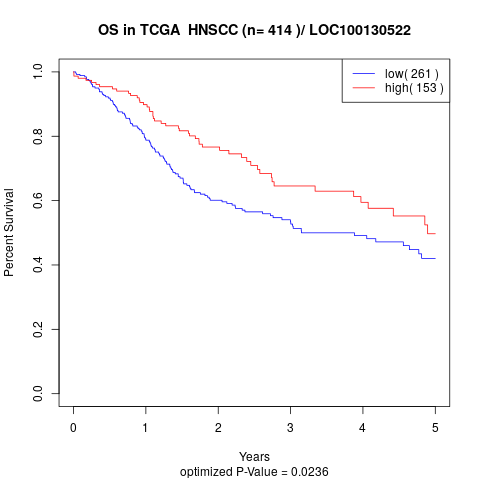 OS in TCGA  HNSCC (n= 414 )/ LOC100130522
low( 261 )
high( 153 )
Percent Survival
1.0
0.8
0.6
0.4
0.2
0.0
0 1 2 3 4 5
Years
optimized P-Value = 0.0236